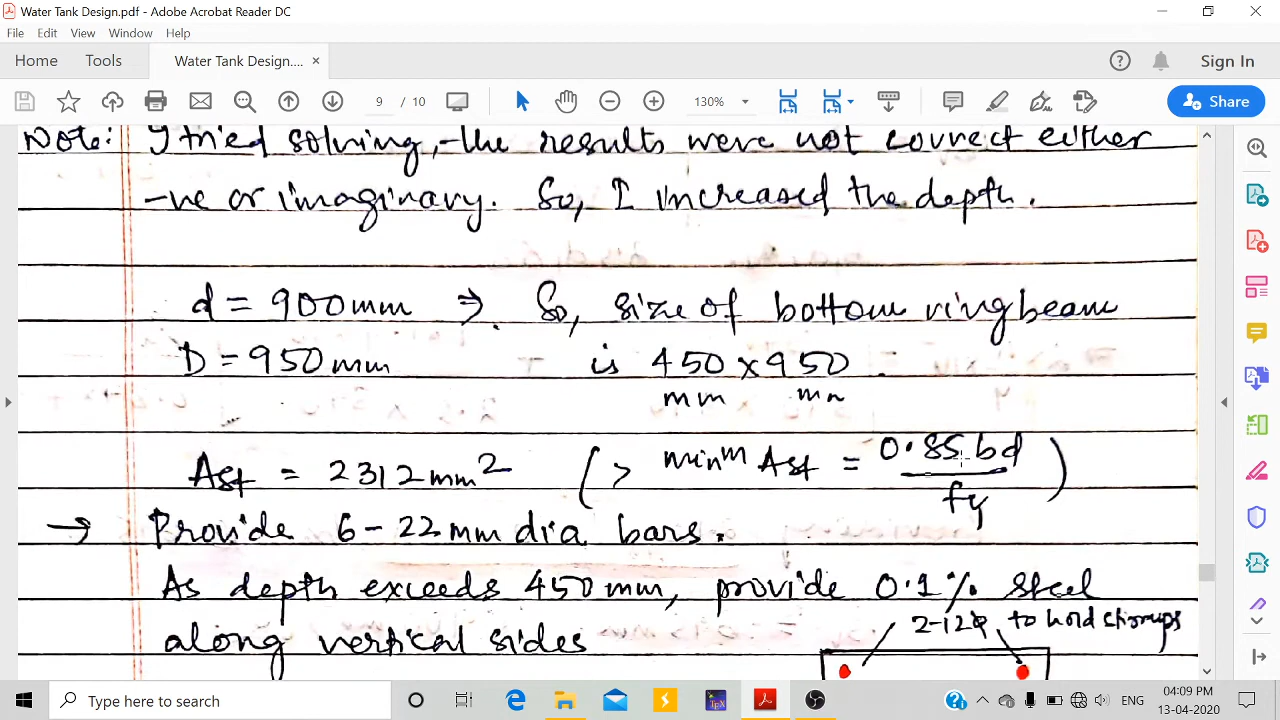 Water Tank Design.pdf - Adobe Acrobat Reader DC
File Edit View Window Help
Home Tools Water Tank Design.... × Sign In
9 / 10 130% Share
Note: I tried solving, the results were not correct either
-ve or imaginary. So, I increased the depth.
d = 900mm ⇒ So, size of bottom ring beam
D = 950mm is 450 × 950.
mm mm
Ast = 2312 mm² ( > minm Ast = 0.85 bd / fy )
→ Provide 6 - 22 mm dia bars.
As depth exceeds 450 mm, provide 0.1% steel
along vertical sides
2-12φ to hold stirrups
Type here to search
ENG 04:09 PM
13-04-2020